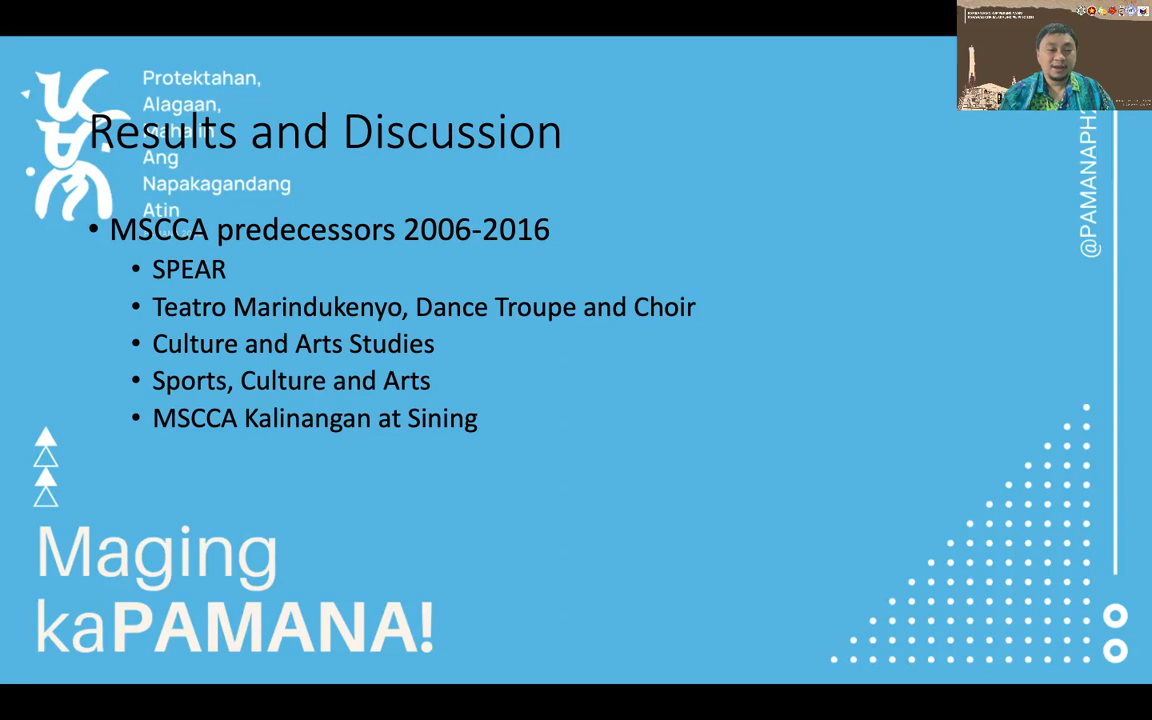 Protektahan,
Alagaan,
Mahalin
Ang
Napakagandang
Atin
Results and Discussion
• MSCCA predecessors 2006-2016
• SPEAR
• Teatro Marindukenyo, Dance Troupe and Choir
• Culture and Arts Studies
• Sports, Culture and Arts
• MSCCA Kalinangan at Sining
Maging
kaPAMANA!